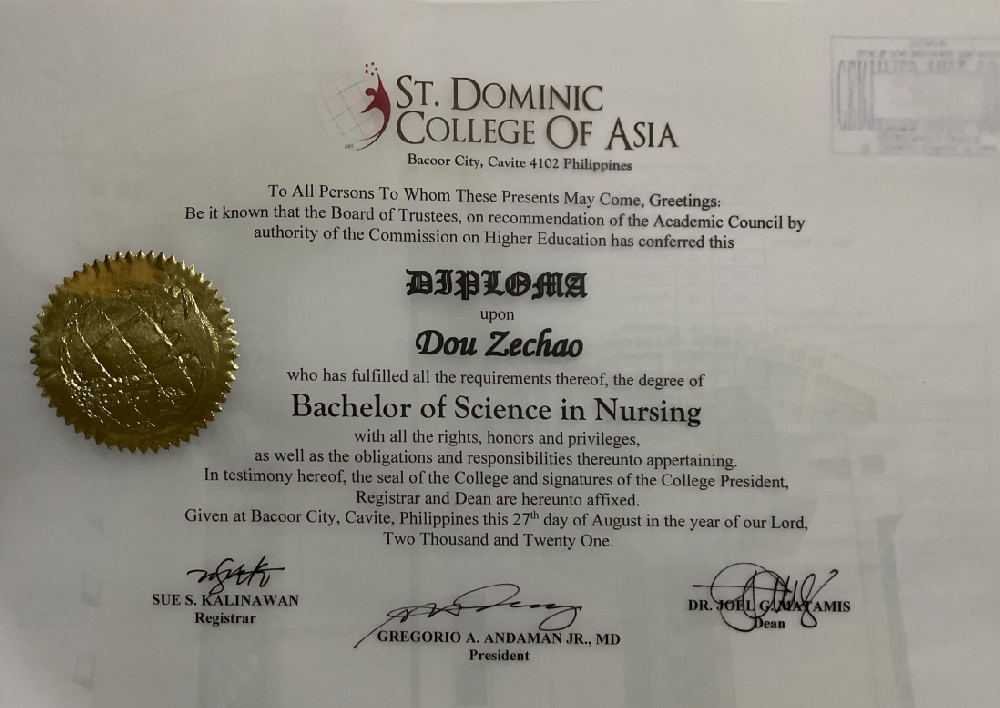 ST. DOMINIC
COLLEGE OF ASIA
Bacoor City, Cavite 4102 Philippines
To All Persons To Whom These Presents May Come, Greetings:
Be it known that the Board of Trustees, on recommendation of the Academic Council by
authority of the Commission on Higher Education has conferred this
DIPLOMA
upon
Dou Zechao
who has fulfilled all the requirements thereof, the degree of
Bachelor of Science in Nursing
with all the rights, honors and privileges,
as well as the obligations and responsibilities thereunto appertaining.
In testimony hereof, the seal of the College and signatures of the College President,
Registrar and Dean are hereunto affixed.
Given at Bacoor City, Cavite, Philippines this 27th day of August in the year of our Lord,
Two Thousand and Twenty One.
SUE S. KALINAWAN
Registrar
GREGORIO A. ANDAMAN JR., MD
President
DR. JOEL G. MATAMIS
Dean